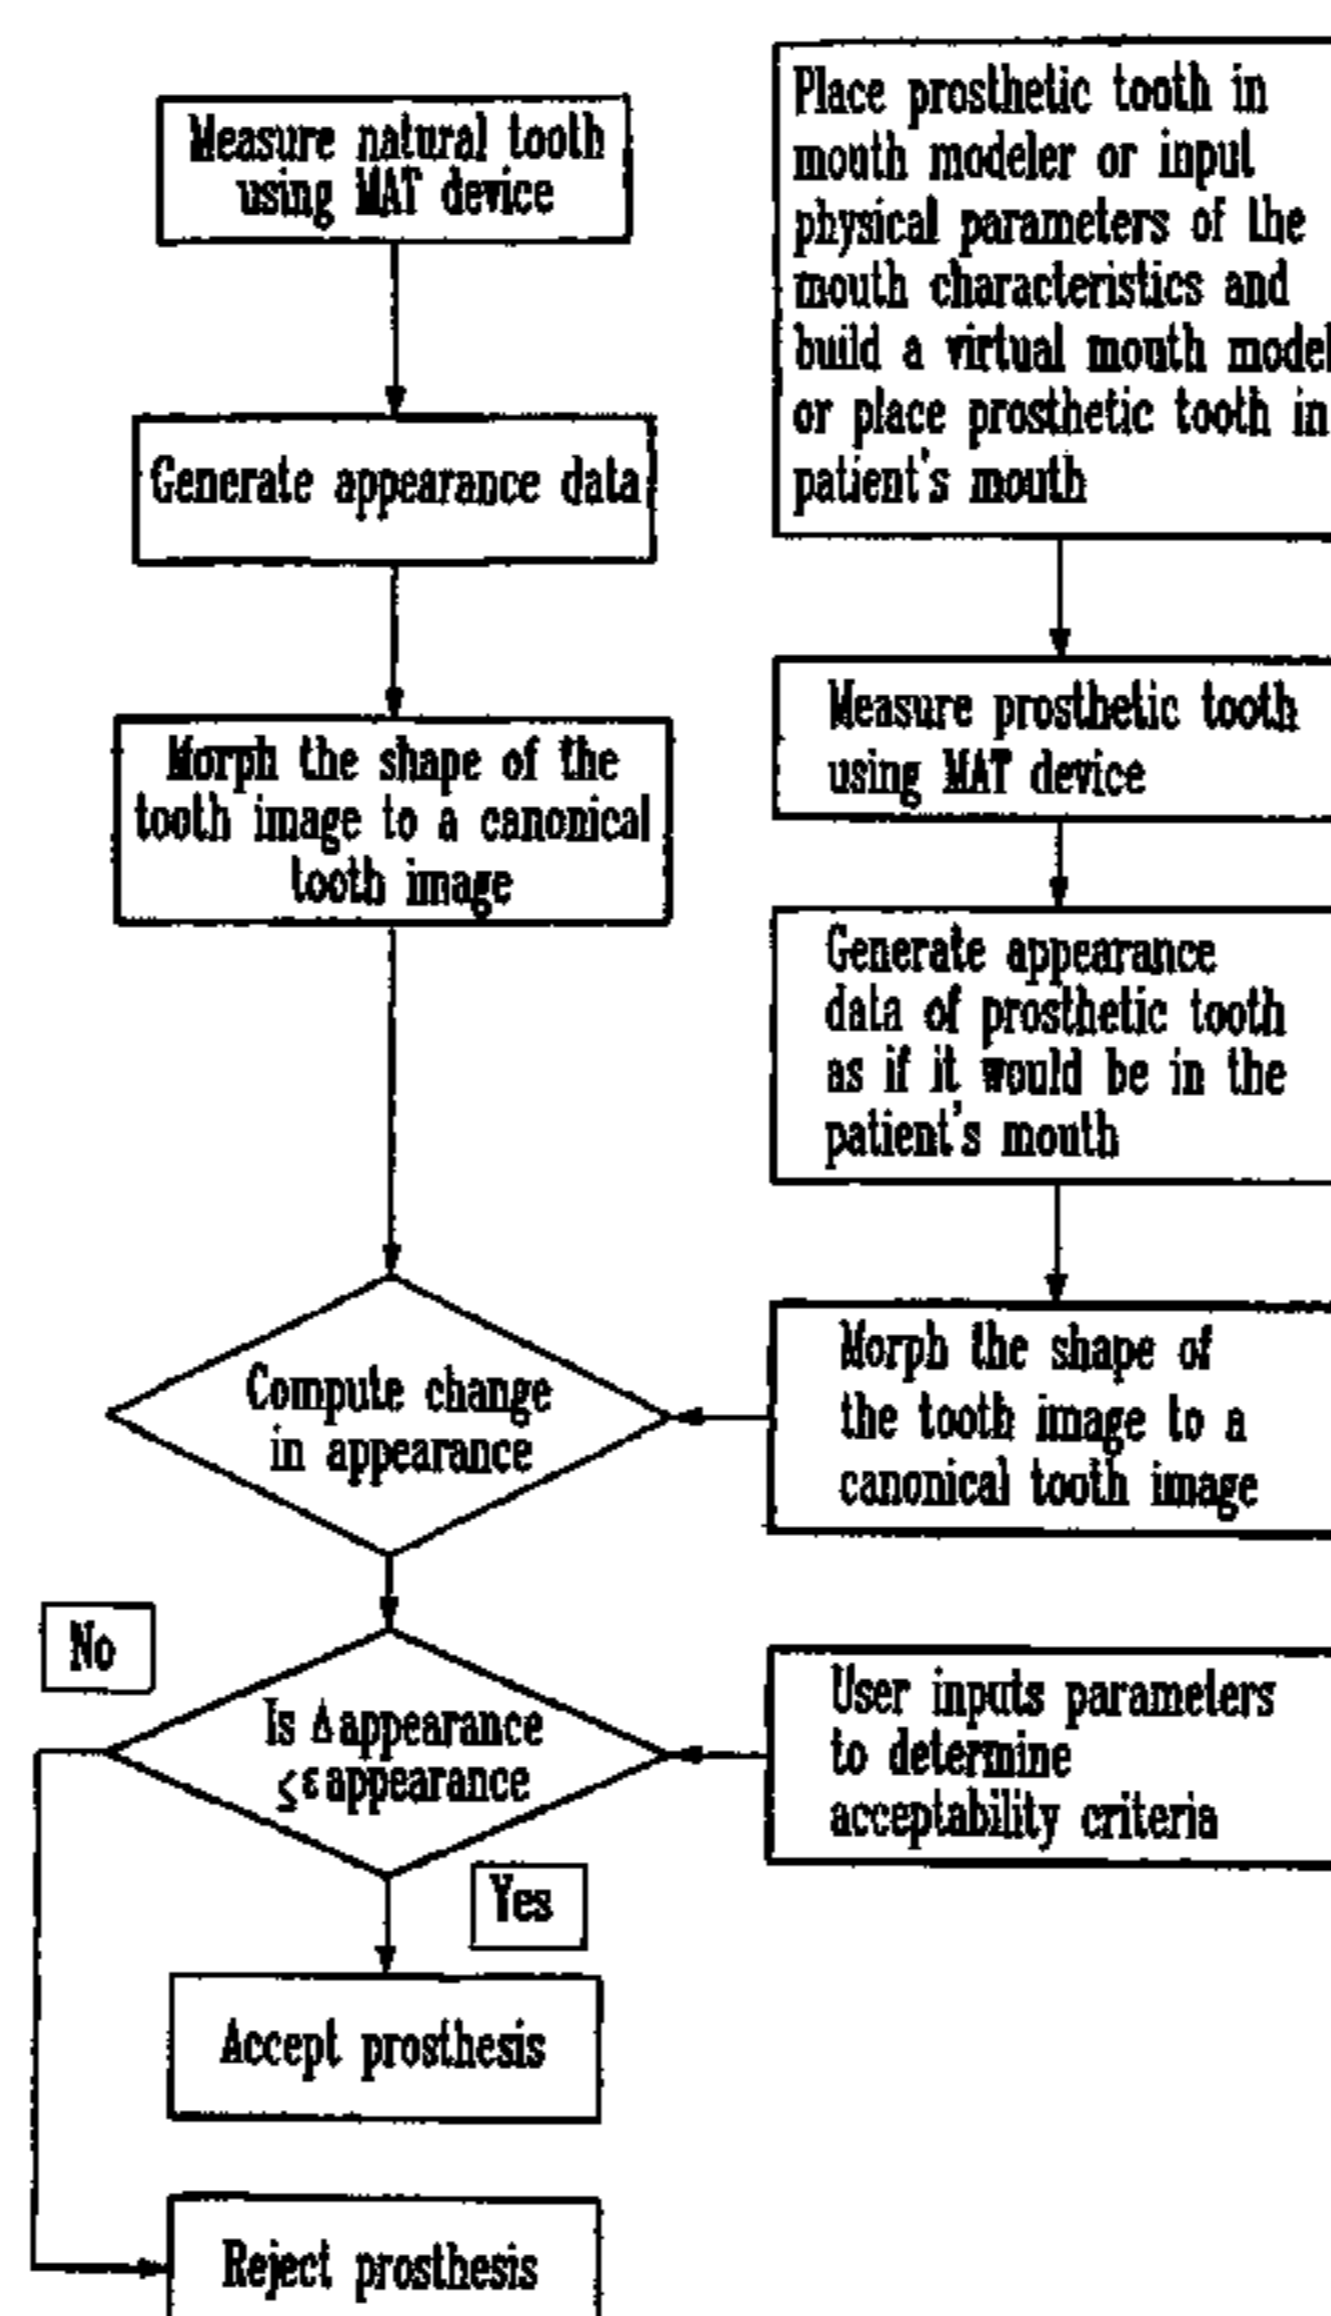 Measure natural tooth
using MAT device
Generate appearance data
Morph the shape of the
tooth image to a canonical
tooth image
Compute change
in appearance
No
Is Δappearance
≤εappearance
Yes
Accept prosthesis
Reject prosthesis
Place prosthetic tooth in
mouth modeler or input
physical parameters of the
mouth characteristics and
build a virtual mouth model
or place prosthetic tooth in
patient's mouth
Measure prosthetic tooth
using MAT device
Generate appearance
data of prosthetic tooth
as if it would be in the
patient's mouth
Morph the shape of
the tooth image to a
canonical tooth image
User inputs parameters
to determine
acceptability criteria